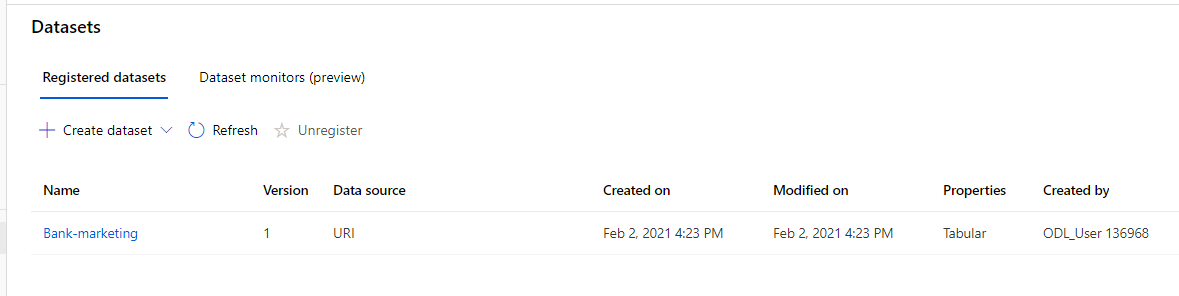 Datasets
Registered datasets Dataset monitors (preview)
Create dataset Refresh Unregister
Name Version Data source Created on Modified on Properties Created by
Bank-marketing 1 URI Feb 2, 2021 4:23 PM Feb 2, 2021 4:23 PM Tabular ODL_User 136968